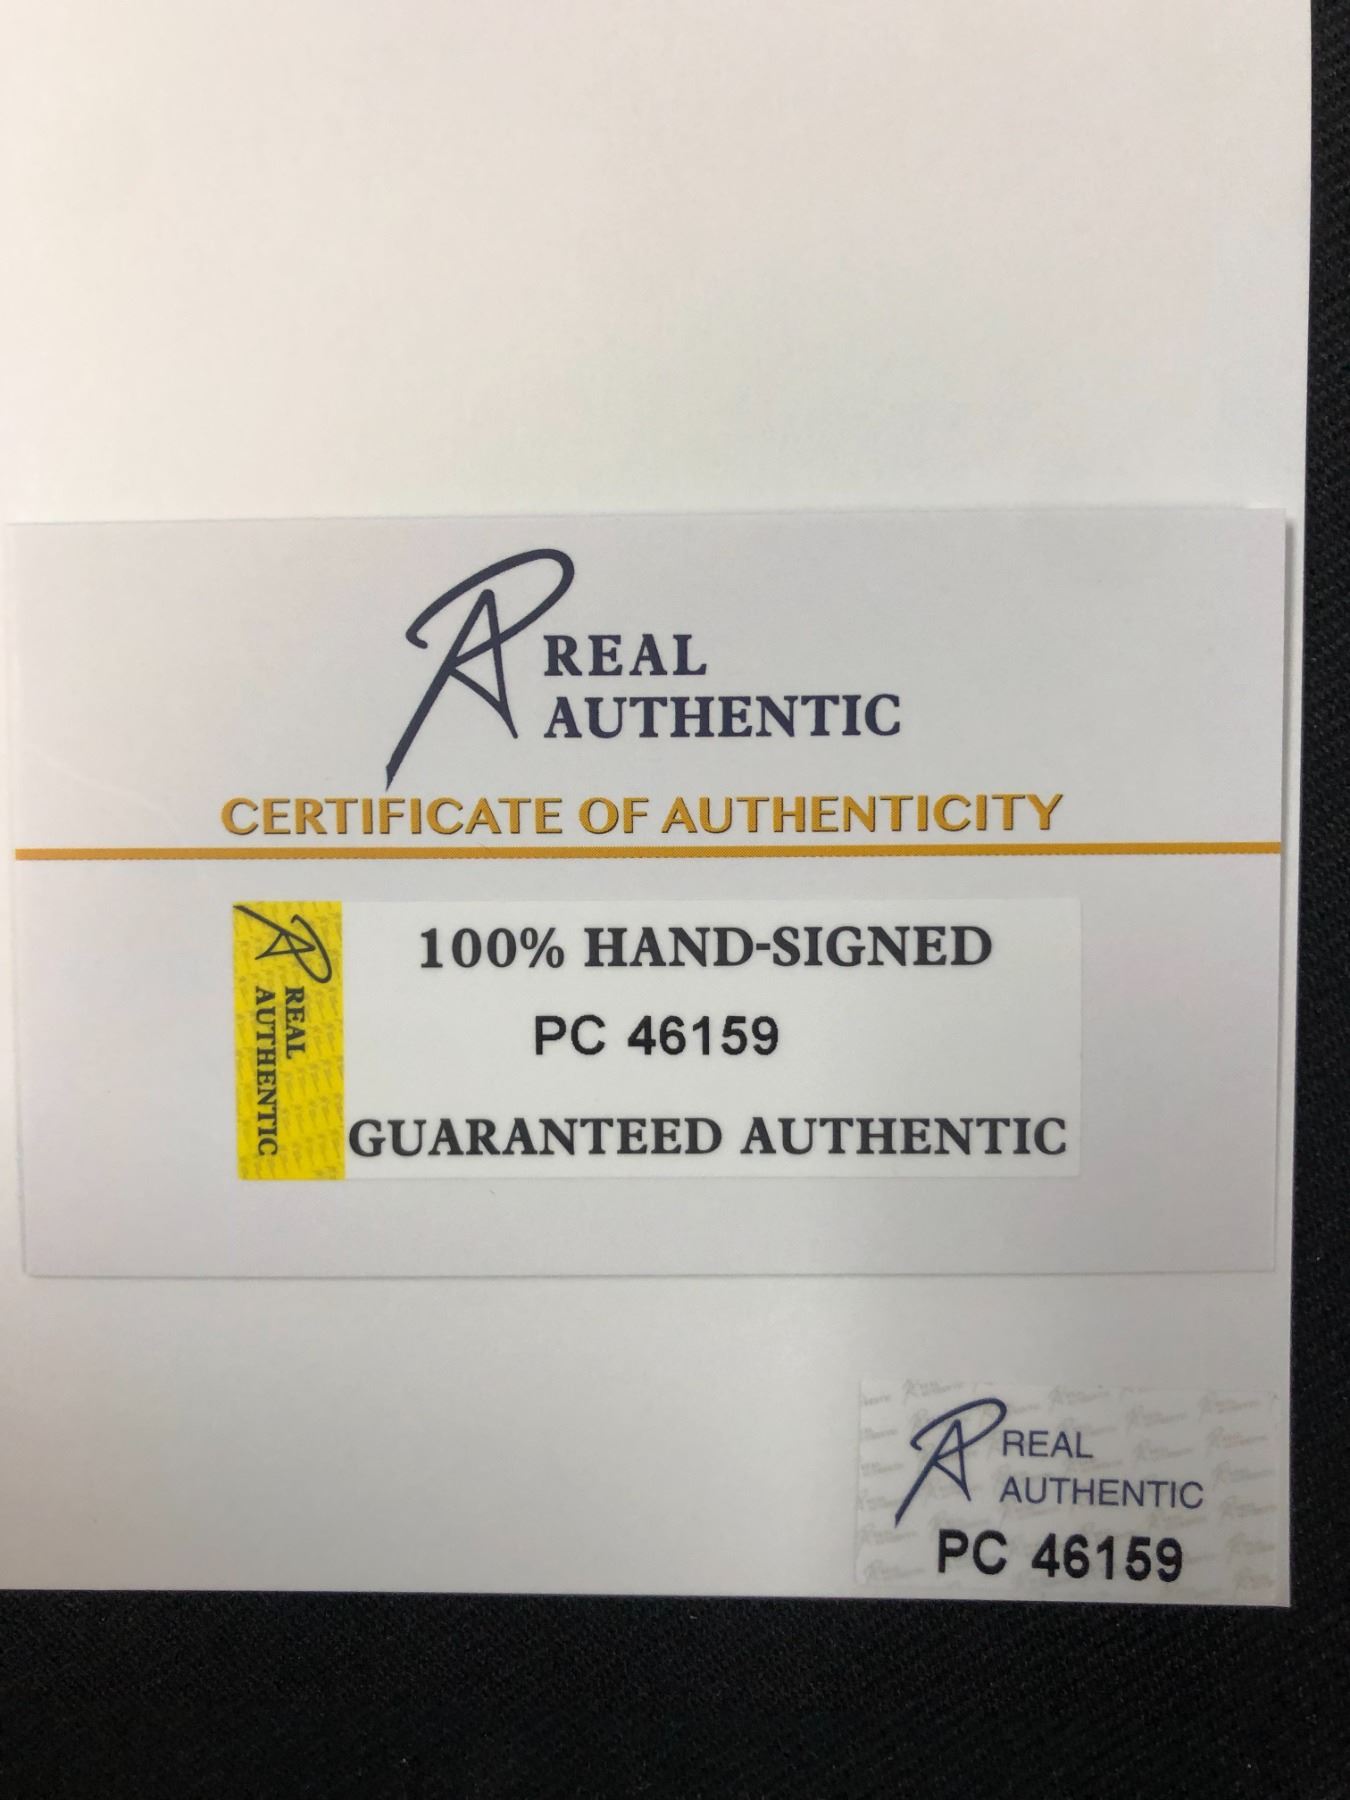 REAL
AUTHENTIC
CERTIFICATE OF AUTHENTICITY
REAL
AUTHENTIC
100% HAND-SIGNED
PC 46159
GUARANTEED AUTHENTIC
REAL
AUTHENTIC
PC 46159